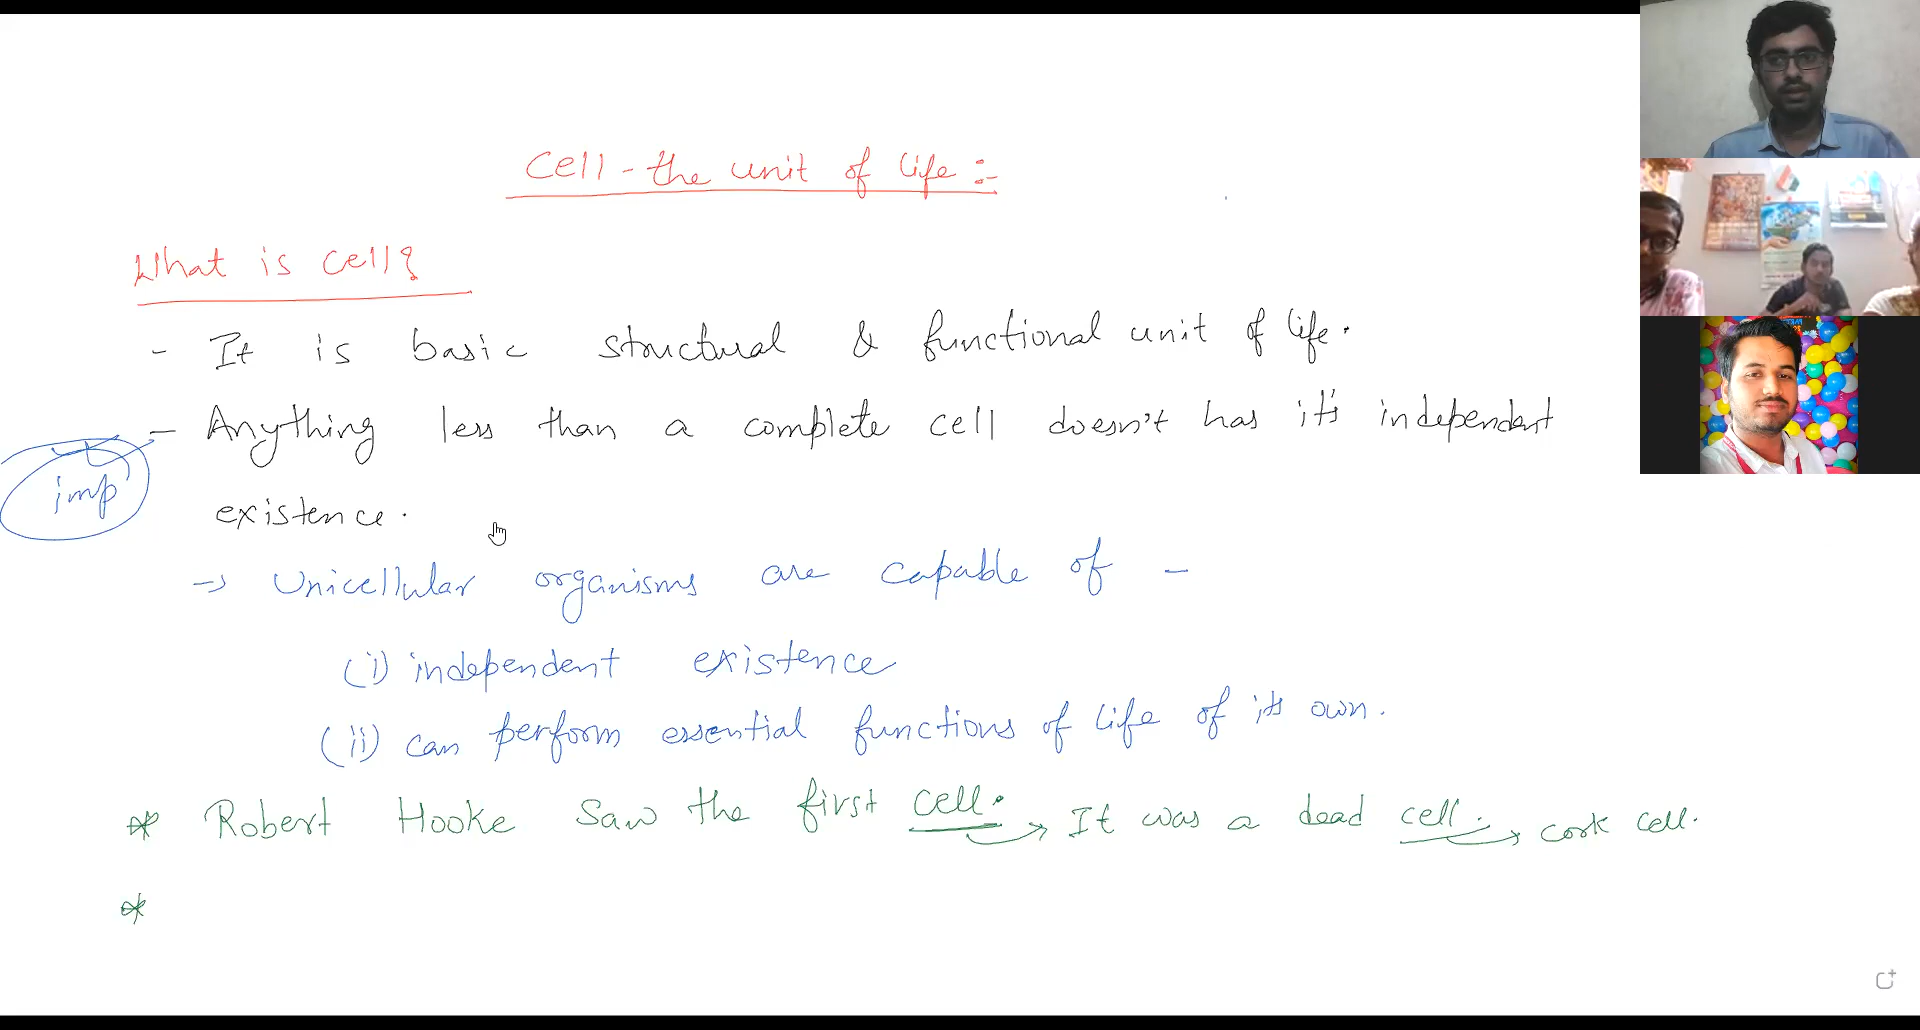 Cell - the unit of life :-
What is cell?
- It is basic structural & functional unit of life.
- Anything less than a complete cell doesn't has it's independent
imp
existence.
→ Unicellular organisms are capable of -
(i) independent existence
(ii) can perform essential functions of life of its own.
* Robert Hooke Saw the first cell. → It was a dead cell. → cork cell.
*